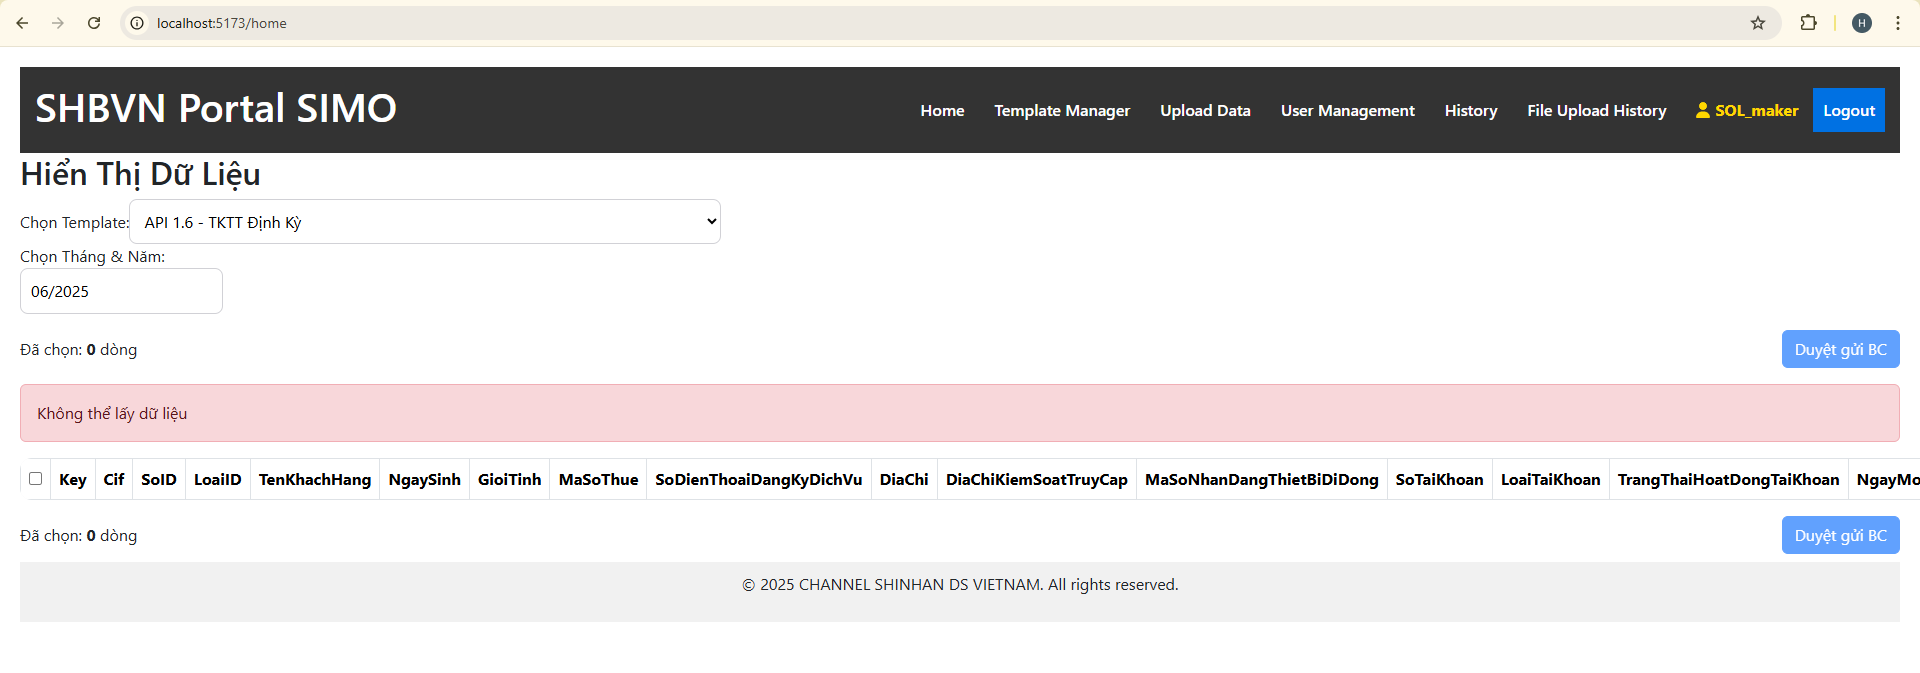 localhost:5173/home
H
SHBVN Portal SIMO
Home Template Manager Upload Data User Management History File Upload History SOL_maker Logout
Hiển Thị Dữ Liệu
Chọn Template: API 1.6 - TKTT Định Kỳ
Chọn Tháng & Năm:
06/2025
Đã chọn: 0 dòng Duyệt gửi BC
Không thể lấy dữ liệu
Key Cif SoID LoaiID TenKhachHang NgaySinh GioiTinh MaSoThue SoDienThoaiDangKyDichVu DiaChi DiaChiKiemSoatTruyCap MaSoNhanDangThietBiDiDong SoTaiKhoan LoaiTaiKhoan TrangThaiHoatDongTaiKhoan NgayMo
Đã chọn: 0 dòng Duyệt gửi BC
© 2025 CHANNEL SHINHAN DS VIETNAM. All rights reserved.